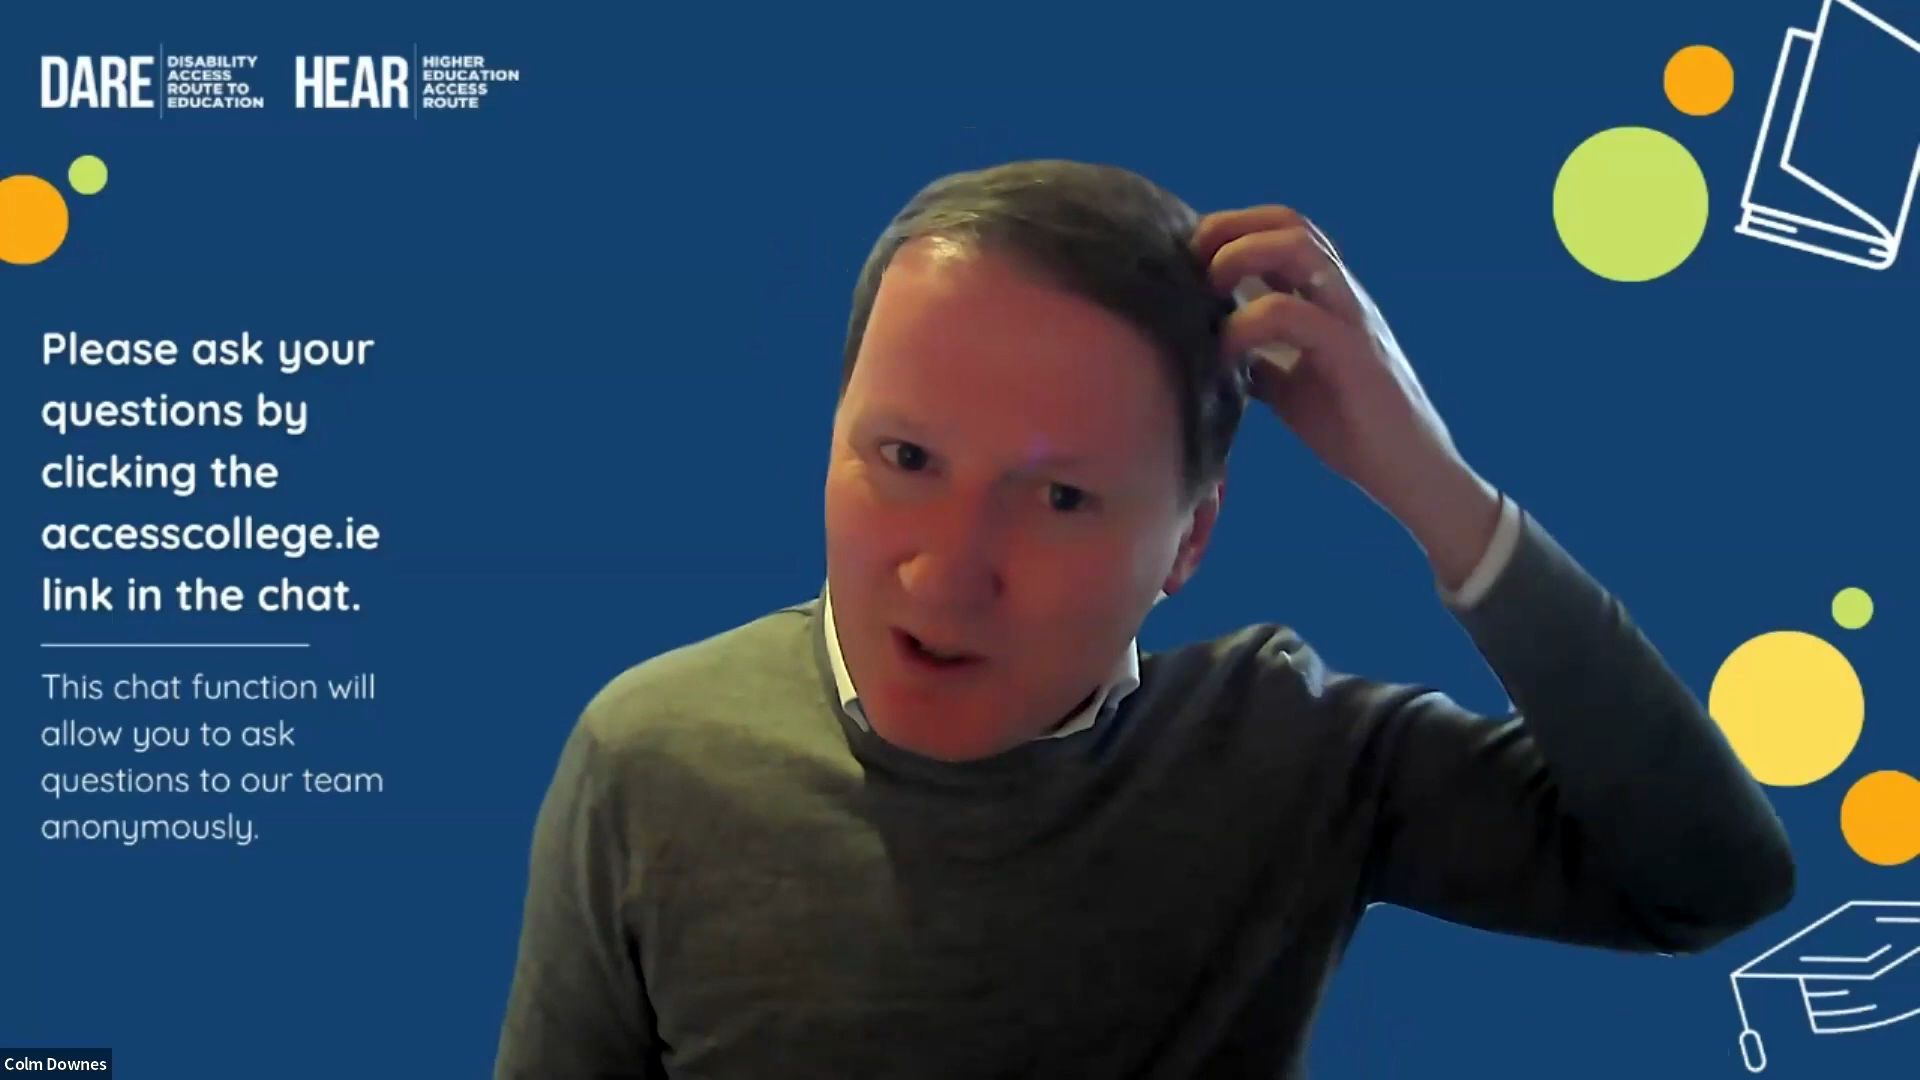 DARE
DISABILITY
ACCESS
ROUTE TO
EDUCATION
HEAR
HIGHER
EDUCATION
ACCESS
ROUTE
Please ask your
questions by
clicking the
accesscollege.ie
link in the chat.
This chat function will
allow you to ask
questions to our team
anonymously.
Colm Downes